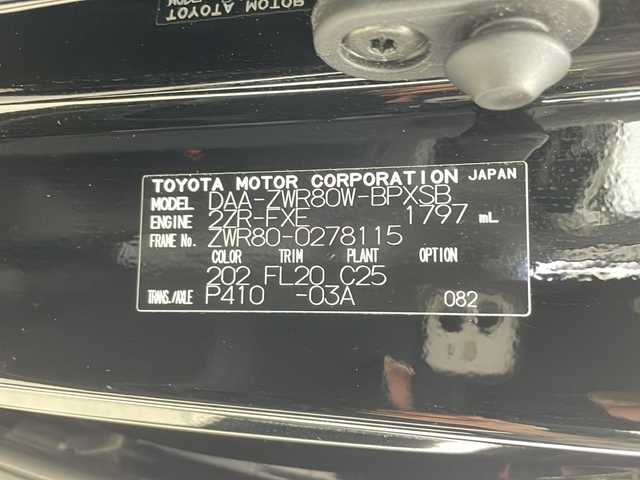 TOYOTA MOTOR CORPORATION JAPAN
MODEL DAA-ZWR80W-BPXSB
ENGINE 2ZR-FXE 1797 mL
FRAME No. ZWR80-0278115
COLOR TRIM PLANT OPTION
202 FL20 C25
TRANS./AXLE P410 -03A 082